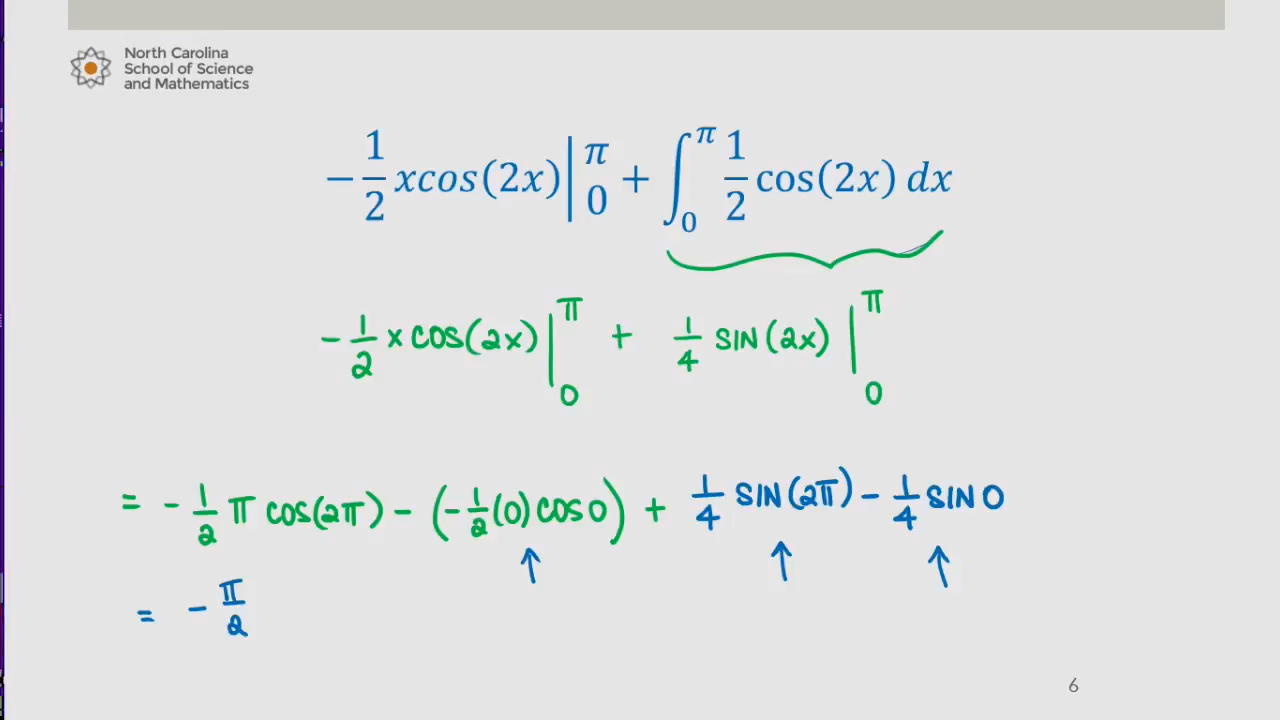 North Carolina
School of Science
and Mathematics
−1/2 xcos(2x)|π 0 + ∫0 π 1/2 cos(2x) dx
−1/2 x COS(2x)|π 0 + 1/4 SIN(2x)|π 0
= −1/2 π COS(2π) − (−1/2 (0) COS 0) + 1/4 SIN(2π) − 1/4 SIN 0
= −π/2
6